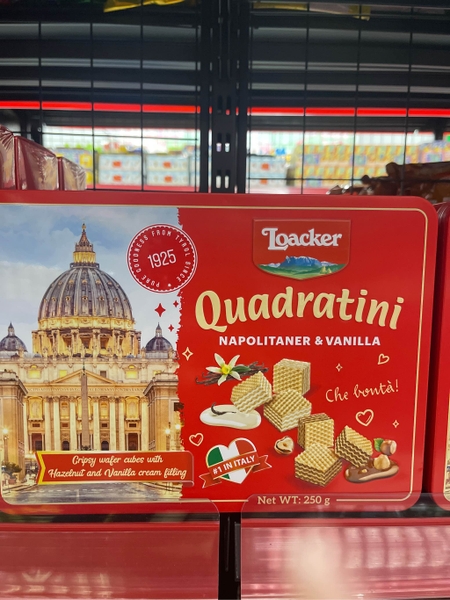 PURE GOODNESS FROM TYROL SINCE
1925
Loacker
Quadratini
NAPOLITANER & VANILLA
Che bontà!
Cripsy wafer cubes with
Hazelnut and Vanilla cream filling
#1 IN ITALY
Net WT: 250 g